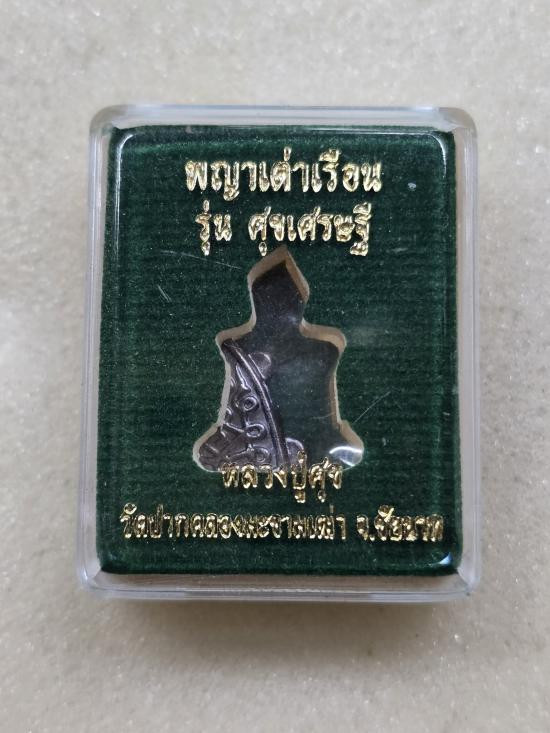 พญาเต่าเรือน
รุ่น ศุขเศรษฐี
หลวงปู่ศุข
วัดปากคลองมะขามเฒ่า จ.ชัยนาท